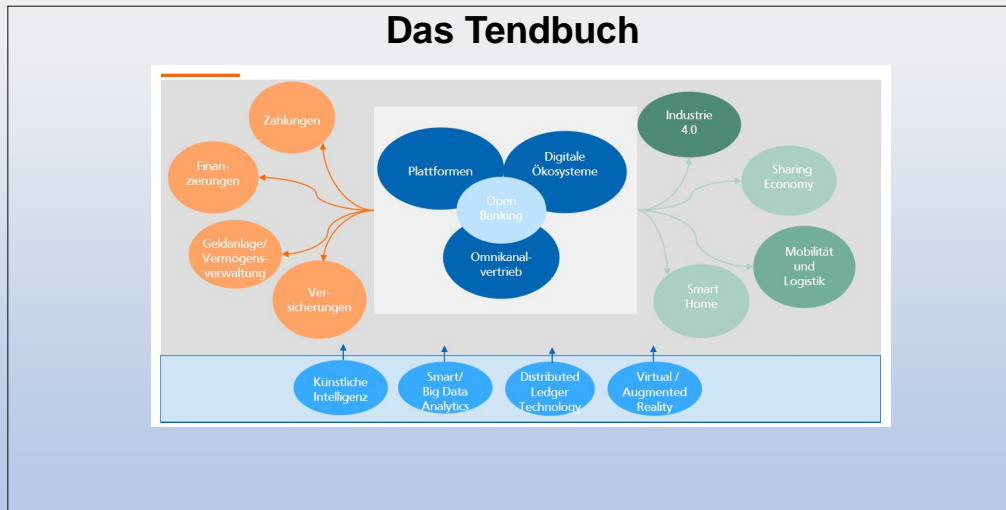 Das Tendbuch
Zahlungen
Finan-
zierungen
Geldanlage/
Vermögens-
verwaltung
Ver-
sicherungen
Plattformen
Digitale
Ökosysteme
Open
Banking
Omnikanal-
vertrieb
Industrie
4.0
Sharing
Economy
Mobilität
und
Logistik
Smart
Home
Künstliche
Intelligenz
Smart/
Big Data
Analytics
Distributed
Ledger
Technology
Virtual /
Augmented
Reality